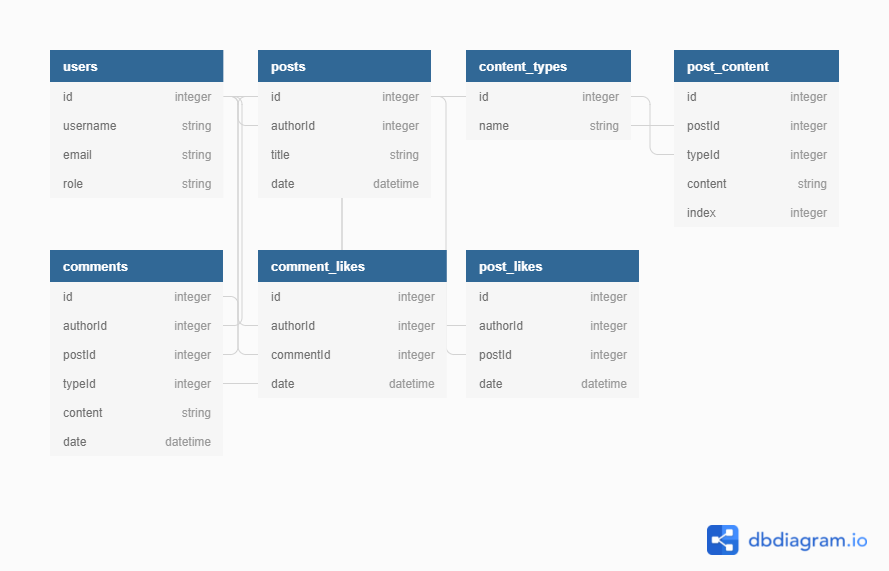 users
id integer
username string
email string
role string
posts
id integer
authorId integer
title string
date datetime
content_types
id integer
name string
post_content
id integer
postId integer
typeId integer
content string
index integer
comments
id integer
authorId integer
postId integer
typeId integer
content string
date datetime
comment_likes
id integer
authorId integer
commentId integer
date datetime
post_likes
id integer
authorId integer
postId integer
date datetime
dbdiagram.io